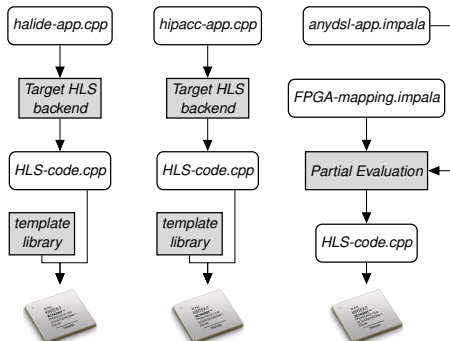 halide-app.cpp
hipacc-app.cpp
anydsl-app.impala
Target HLS
backend
Target HLS
backend
FPGA-mapping.impala
HLS-code.cpp
HLS-code.cpp
Partial Evaluation
template
library
template
library
HLS-code.cpp